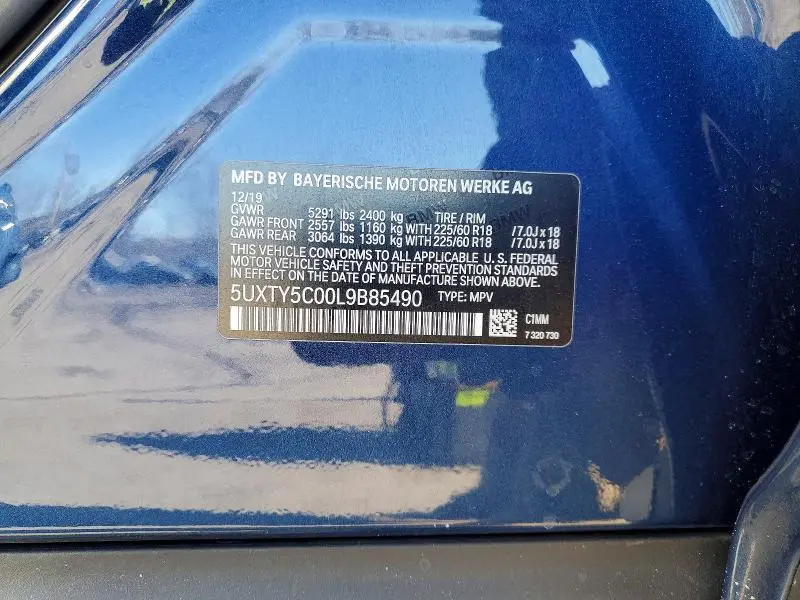 MFD BY BAYERISCHE MOTOREN WERKE AG
12/19
GVWR 5291 lbs 2400 kg TIRE / RIM
GAWR FRONT 2557 lbs 1160 kg WITH 225/60 R18 /7.0J x 18
GAWR REAR 3064 lbs 1390 kg WITH 225/60 R18 /7.0J x 18
THIS VEHICLE CONFORMS TO ALL APPLICABLE U.S. FEDERAL
MOTOR VEHICLE SAFETY AND THEFT PREVENTION STANDARDS
IN EFFECT ON THE DATE OF MANUFACTURE SHOWN ABOVE.
5UXTY5C00L9B85490 TYPE: MPV
C1MM
7 320 730